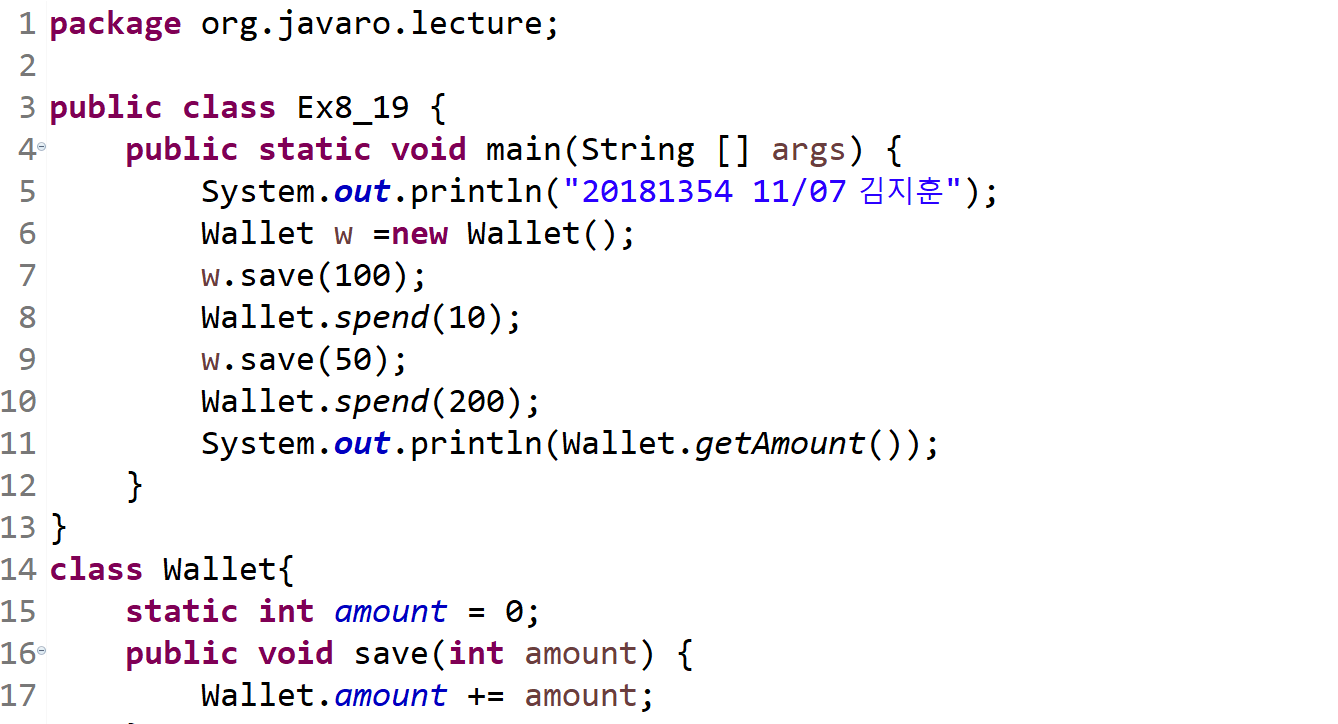 1 package org.javaro.lecture;
2
3 public class Ex8_19 {
4     public static void main(String [] args) {
5         System.out.println("20181354 11/07 김지훈");
6         Wallet w =new Wallet();
7         w.save(100);
8         Wallet.spend(10);
9         w.save(50);
10         Wallet.spend(200);
11         System.out.println(Wallet.getAmount());
12     }
13 }
14 class Wallet{
15     static int amount = 0;
16     public void save(int amount) {
17         Wallet.amount += amount;